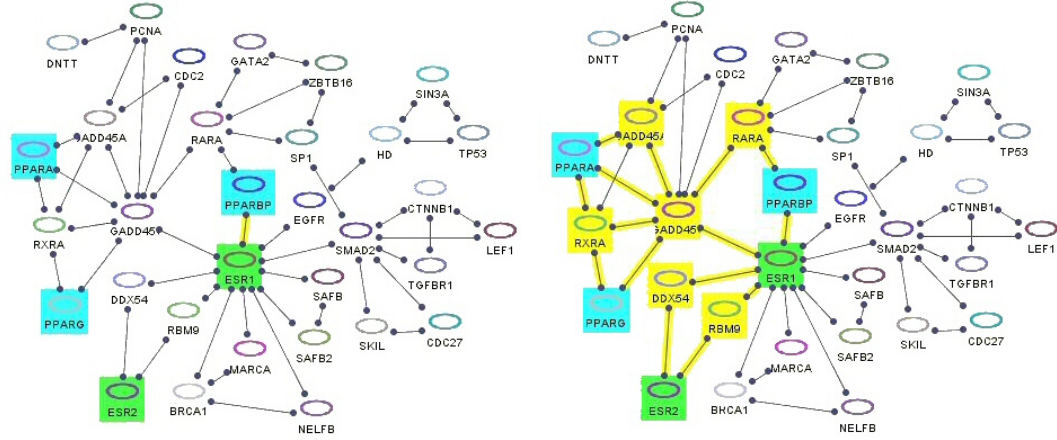 PCNA
DNTT
CDC2
GATA2
ZBTB16
SIN3A
GADD45A
RARA
SP1
HD
TP53
PPARA
PPARBP
EGFR
CTNNB1
RXRA
GADD45
SMAD2
LEF1
ESR1
TGFBR1
DDX54
SAFB
PPARG
RBM9
SKIL
CDC27
SAFB2
MARCA
ESR2
BRCA1
NELFB
PCNA
DNTT
CDC2
GATA2
ZBTB16
SIN3A
GADD45A
RARA
SP1
HD
TP53
PPARA
PPARBP
EGFR
CTNNB1
RXRA
GADD45
SMAD2
LEF1
ESR1
TGFBR1
DDX54
SAFB
PPARG
RBM9
SKIL
CDC27
SAFB2
MARCA
ESR2
BRCA1
NELFB